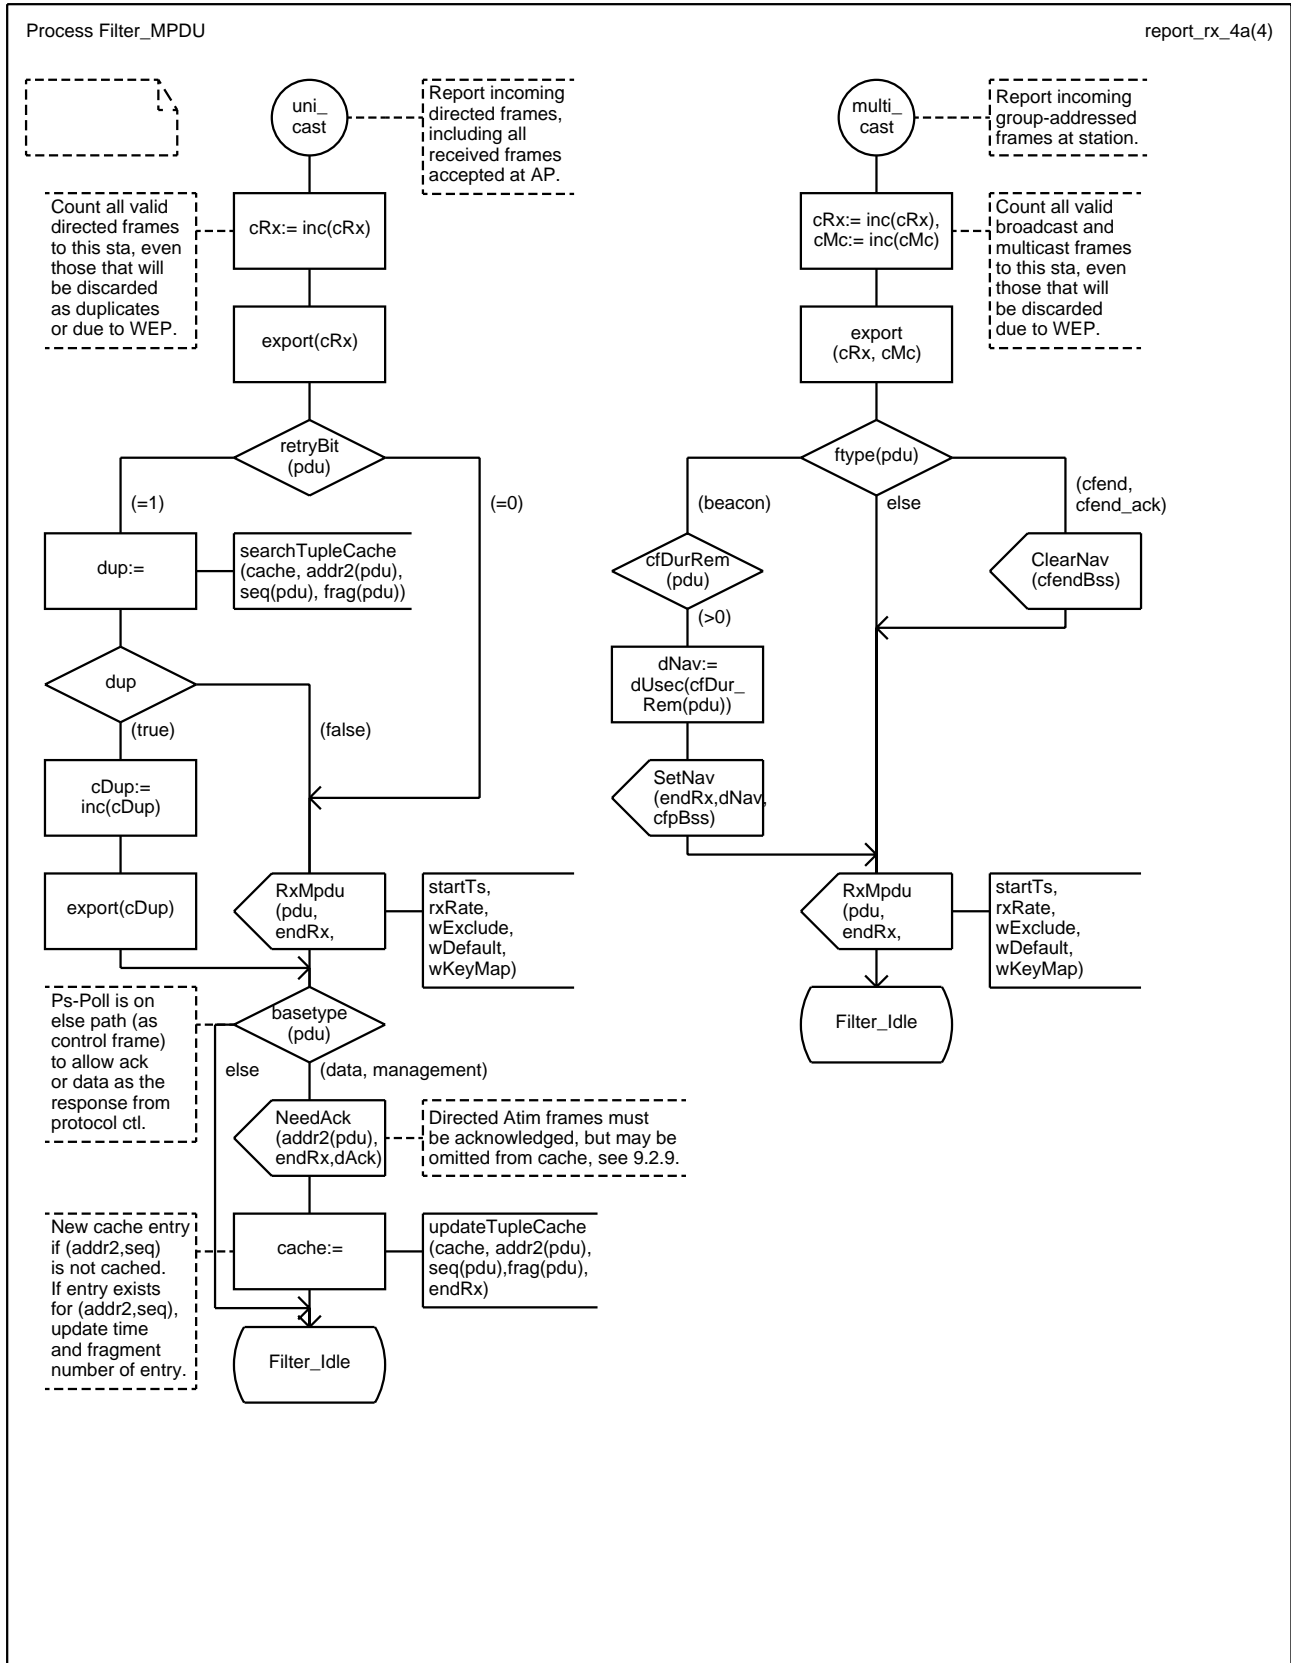 Process Filter_MPDU
report_rx_4a(4)
uni_
cast
Report incoming
directed frames,
including all
received frames
accepted at AP.
Count all valid
directed frames
to this sta, even
those that will
be discarded
as duplicates
or due to WEP.
cRx:= inc(cRx)
export(cRx)
retryBit
(pdu)
(=1)
(=0)
dup:=
searchTupleCache
(cache, addr2(pdu),
seq(pdu), frag(pdu))
dup
(true)
(false)
cDup:=
inc(cDup)
export(cDup)
RxMpdu
(pdu,
endRx,
startTs,
rxRate,
wExclude,
wDefault,
wKeyMap)
Ps-Poll is on
else path (as
control frame)
to allow ack
or data as the
response from
protocol ctl.
basetype
(pdu)
else
(data, management)
NeedAck
(addr2(pdu),
endRx,dAck)
Directed Atim frames must
be acknowledged, but may be
omitted from cache, see 9.2.9.
New cache entry
if (addr2,seq)
is not cached.
If entry exists
for (addr2,seq),
update time
and fragment
number of entry.
cache:=
updateTupleCache
(cache, addr2(pdu),
seq(pdu),frag(pdu),
endRx)
Filter_Idle
multi_
cast
Report incoming
group-addressed
frames at station.
cRx:= inc(cRx),
cMc:= inc(cMc)
Count all valid
broadcast and
multicast frames
to this sta, even
those that will
be discarded
due to WEP.
export
(cRx, cMc)
ftype(pdu)
(beacon)
else
(cfend,
cfend_ack)
cfDurRem
(pdu)
(>0)
ClearNav
(cfendBss)
dNav:=
dUsec(cfDur_
Rem(pdu))
SetNav
(endRx,dNav,
cfpBss)
RxMpdu
(pdu,
endRx,
startTs,
rxRate,
wExclude,
wDefault,
wKeyMap)
Filter_Idle